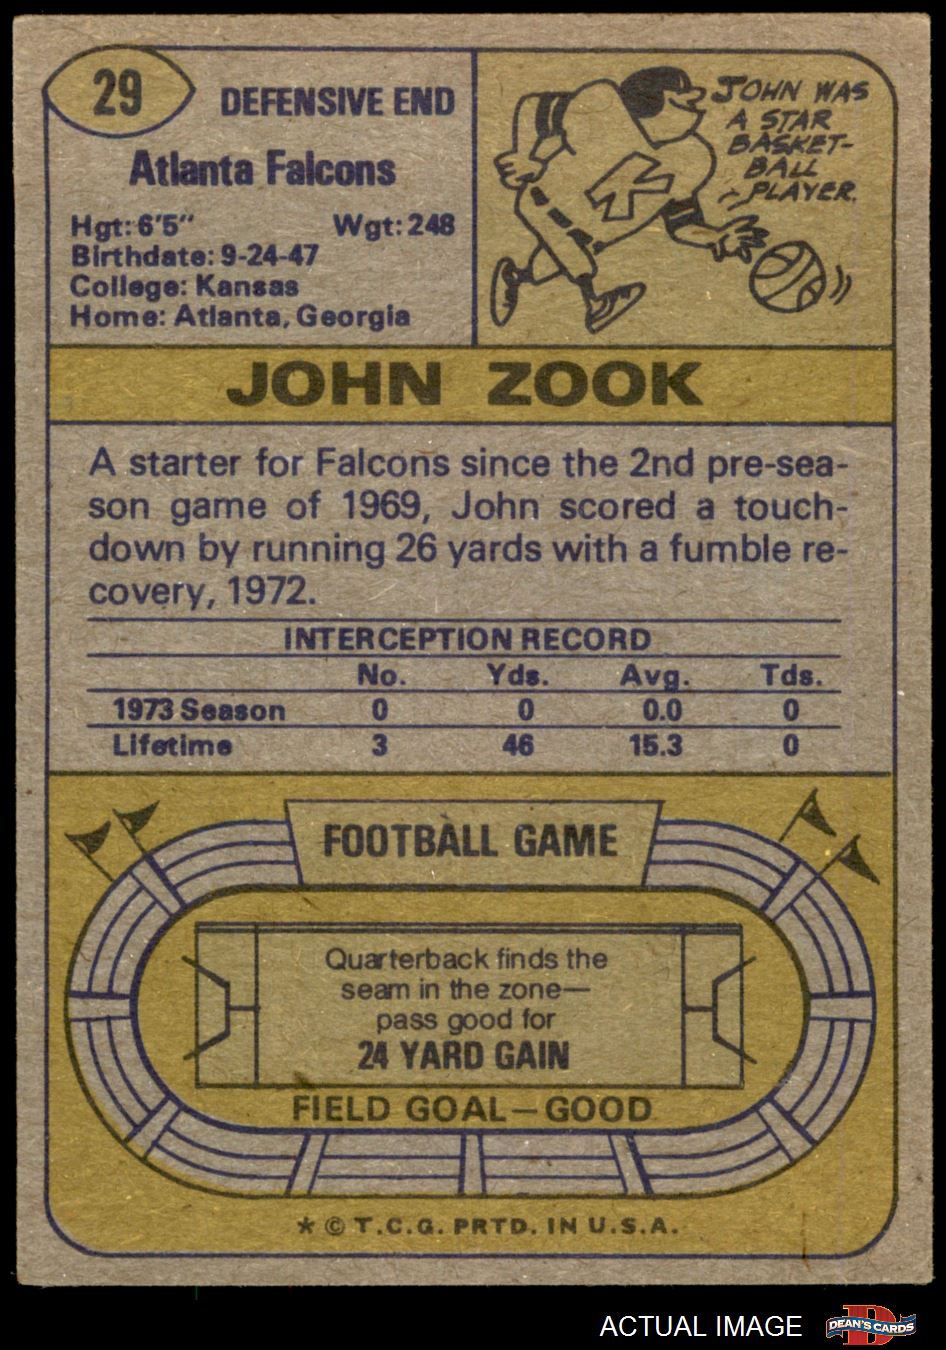 29
DEFENSIVE END
Atlanta Falcons
Hgt: 6'5" Wgt: 248
Birthdate: 9-24-47
College: Kansas
Home: Atlanta, Georgia
JOHN WAS
A STAR
BASKET-
BALL
PLAYER.
K
JOHN ZOOK
A starter for Falcons since the 2nd pre-sea-
son game of 1969, John scored a touch-
down by running 26 yards with a fumble re-
covery, 1972.
INTERCEPTION RECORD
No. Yds. Avg. Tds.
1973 Season 0 0 0.0 0
Lifetime 3 46 15.3 0
FOOTBALL GAME
Quarterback finds the
seam in the zone—
pass good for
24 YARD GAIN
FIELD GOAL—GOOD
* © T.C.G. PRTD. IN U.S.A.
ACTUAL IMAGE
D
DEAN'S CARDS